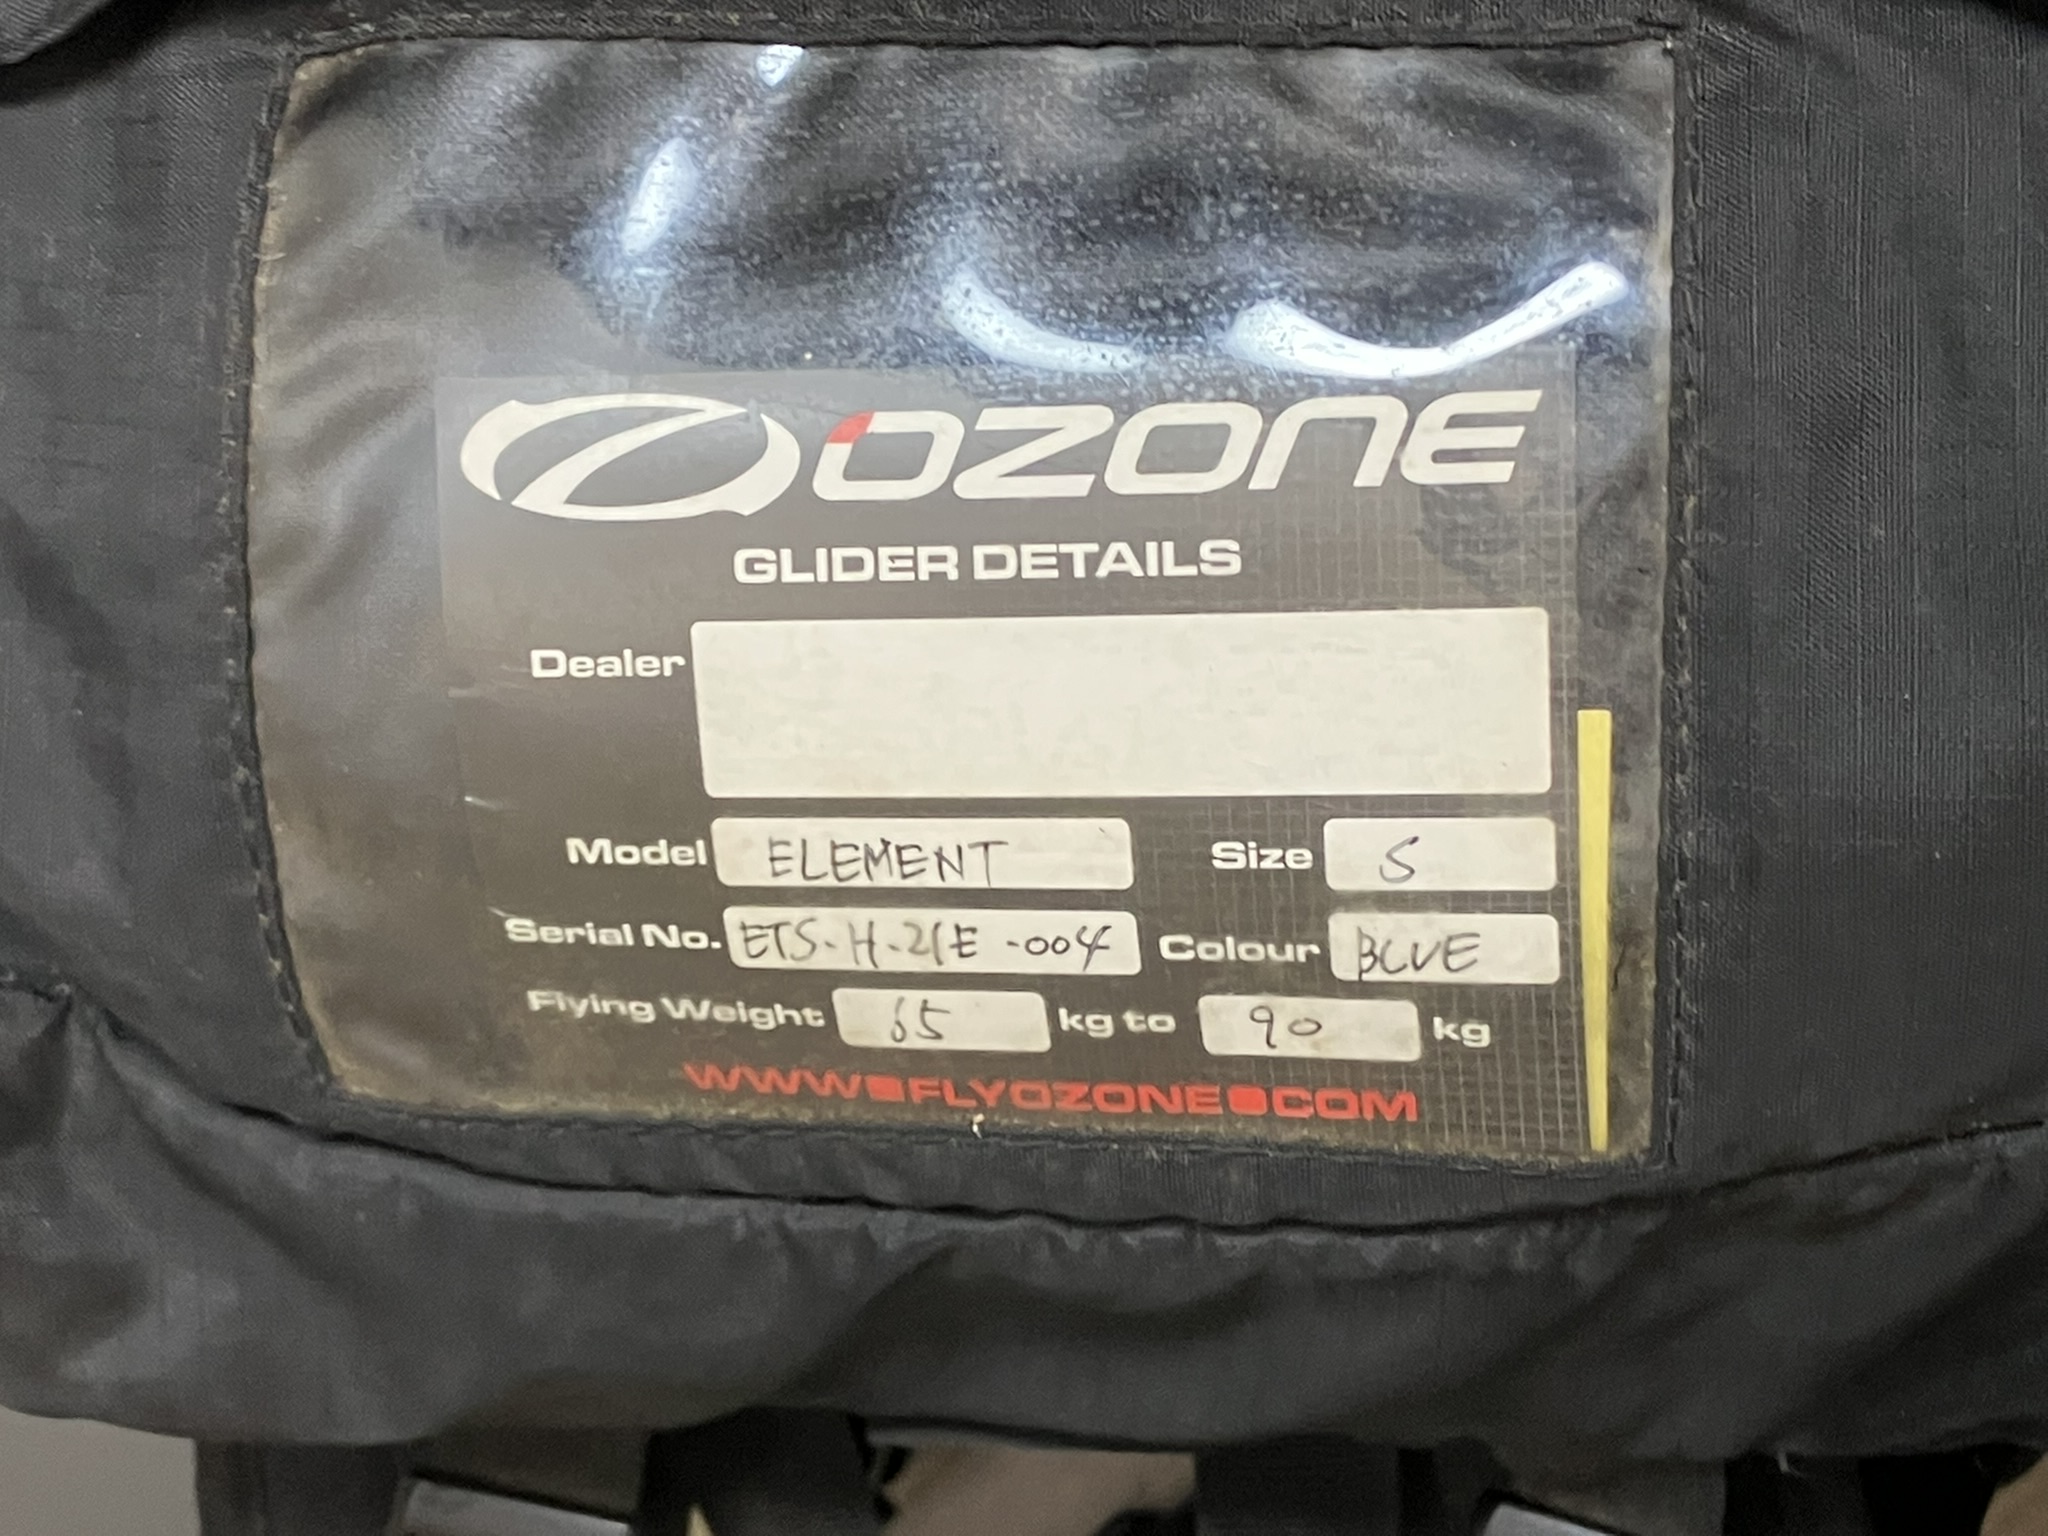 OZONE
GLIDER DETAILS
Dealer
Model ELEMENT Size S
Serial No. ETS-H-21E-004 Colour BLUE
Flying Weight 65 kg to 90 kg
WWW.FLYOZONE.COM